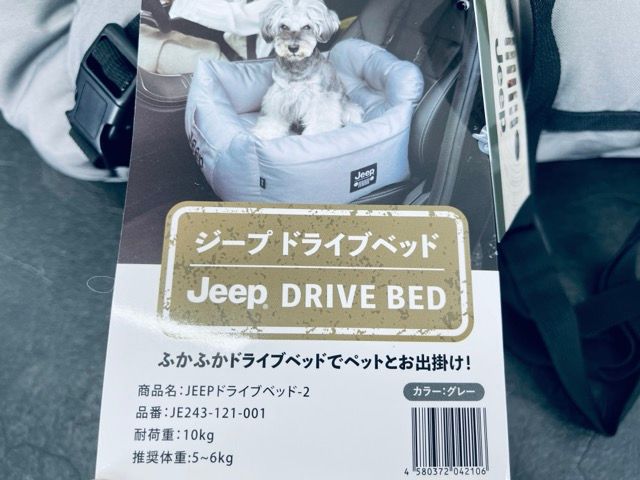 Jeep
Jeep
ジープ ドライブベッド
Jeep DRIVE BED
ふかふかドライブベッドでペットとお出掛け!
商品名：JEEPドライブベッド-2
カラー：グレー
品番：JE243-121-001
耐荷重：10kg
推奨体重：5~6kg
4 580372 042106
Jeep